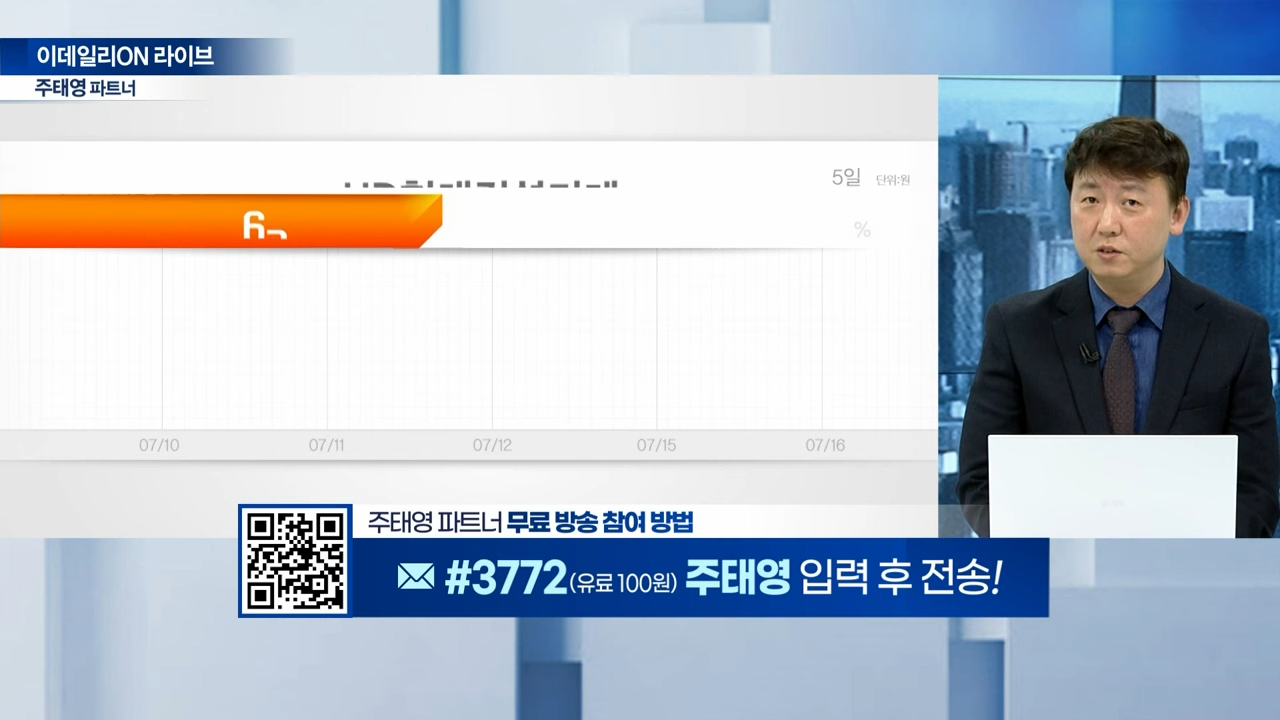 이데일리ON 라이브
주태영 파트너
5일 단위:원
%
07/10 07/11 07/12 07/15 07/16
주태영 파트너 무료 방송 참여 방법
#3772(유료 100원) 주태영 입력 후 전송!